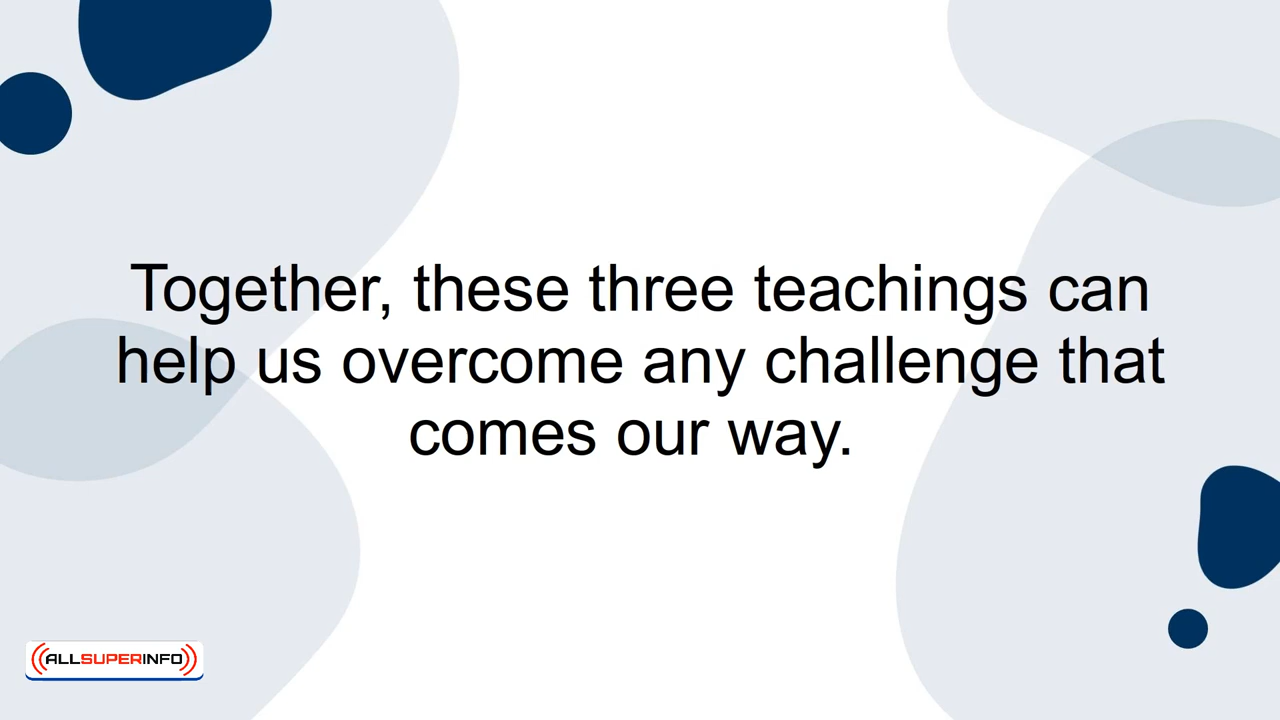 Together, these three teachings can
help us overcome any challenge that
comes our way.
ALLSUPERINFO